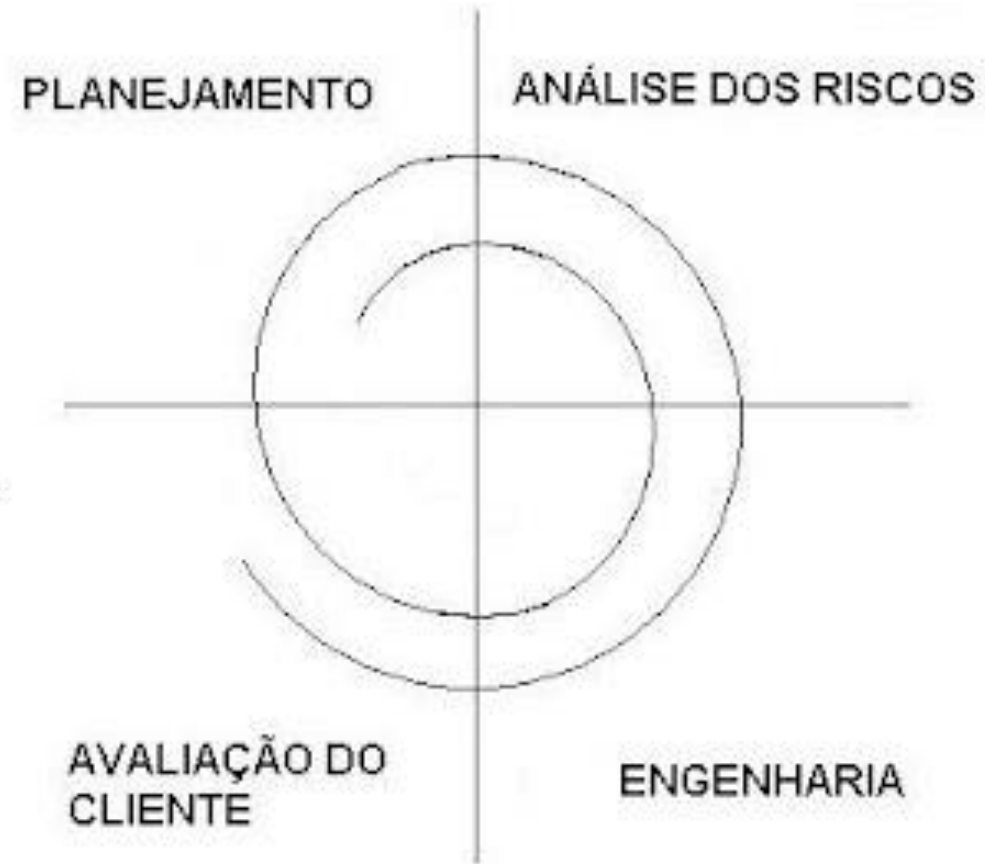 PLANEJAMENTO
ANÁLISE DOS RISCOS
AVALIAÇÃO DO
CLIENTE
ENGENHARIA